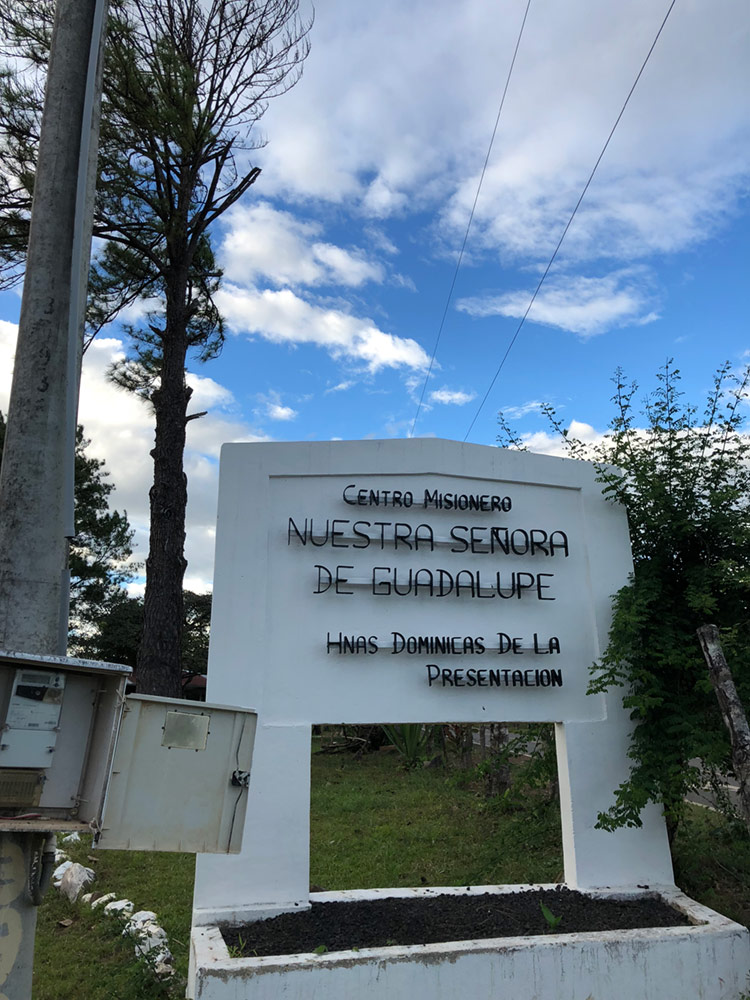 Centro Misionero
Nuestra Señora
De Guadalupe
Hnas Dominicas De La
Presentacion